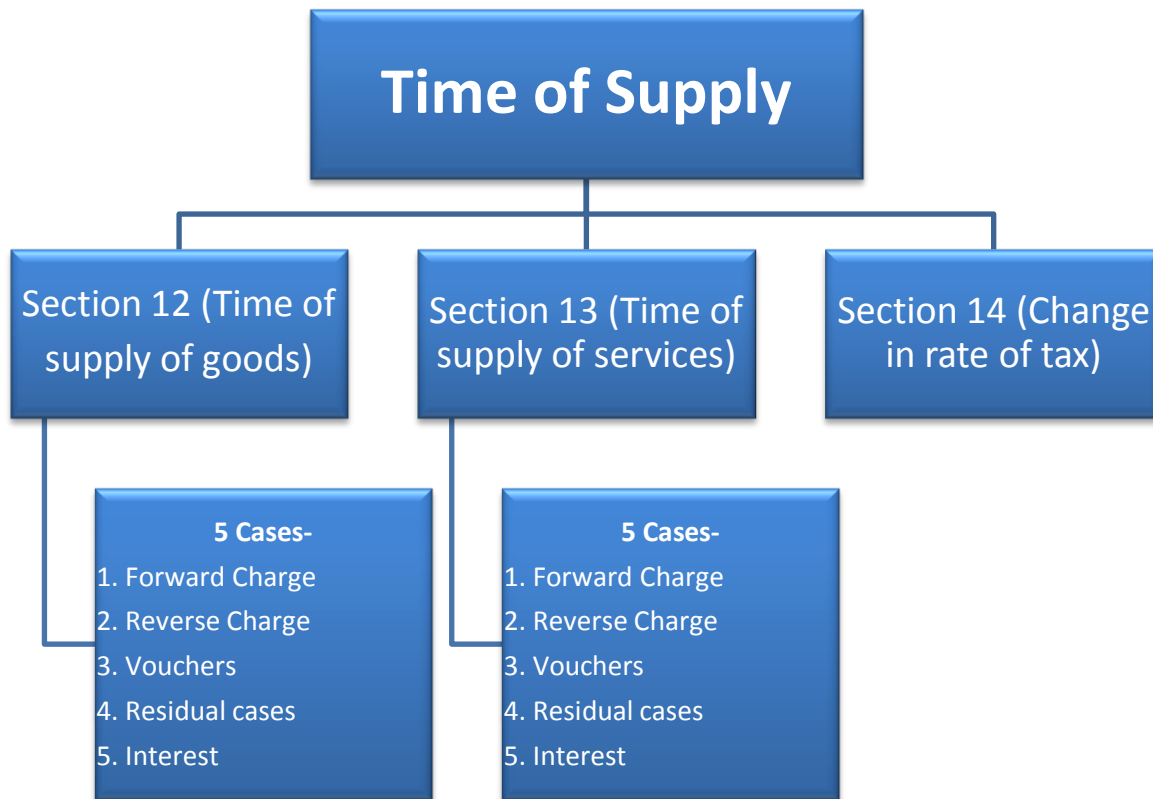 Time of Supply
Section 12 (Time of
supply of goods)
Section 13 (Time of
supply of services)
Section 14 (Change
in rate of tax)
5 Cases-
1. Forward Charge
2. Reverse Charge
3. Vouchers
4. Residual cases
5. Interest
5 Cases-
1. Forward Charge
2. Reverse Charge
3. Vouchers
4. Residual cases
5. Interest